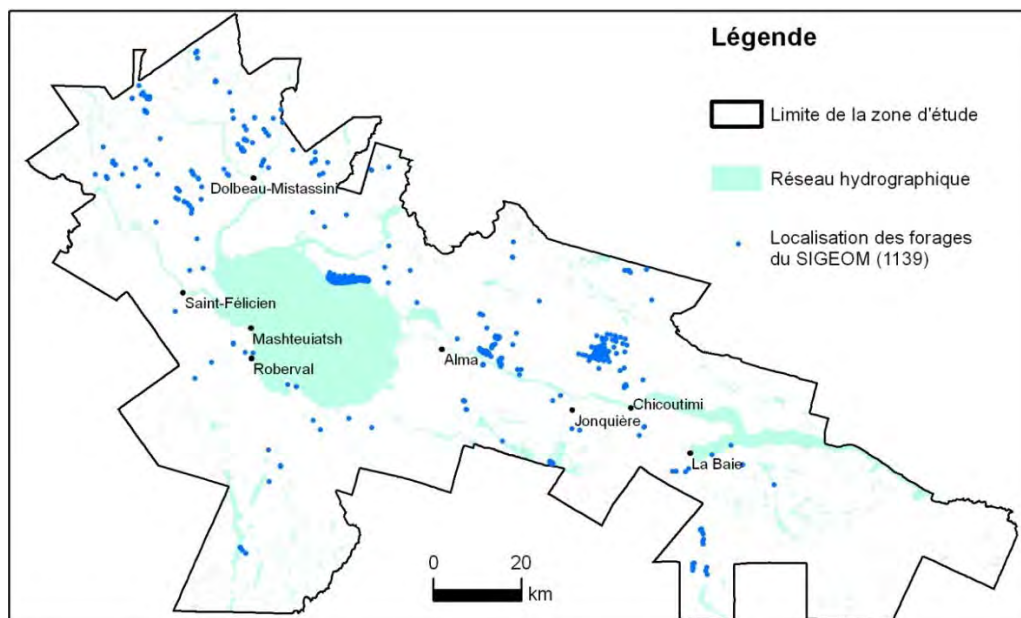 Légende
Limite de la zone d'étude
Réseau hydrographique
Localisation des forages
du SIGEOM (1139)
Dolbeau-Mistassini
Saint-Félicien
Mashteuiatsh
Roberval
Alma
Chicoutimi
Jonquière
La Baie
0 20
km